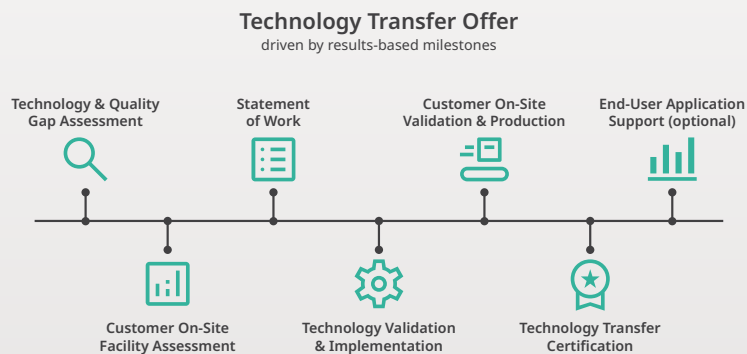 Technology Transfer Offer
driven by results-based milestones
Technology & Quality
Gap Assessment
Statement
of Work
Customer On-Site
Validation & Production
End-User Application
Support (optional)
Customer On-Site
Facility Assessment
Technology Validation
& Implementation
Technology Transfer
Certification